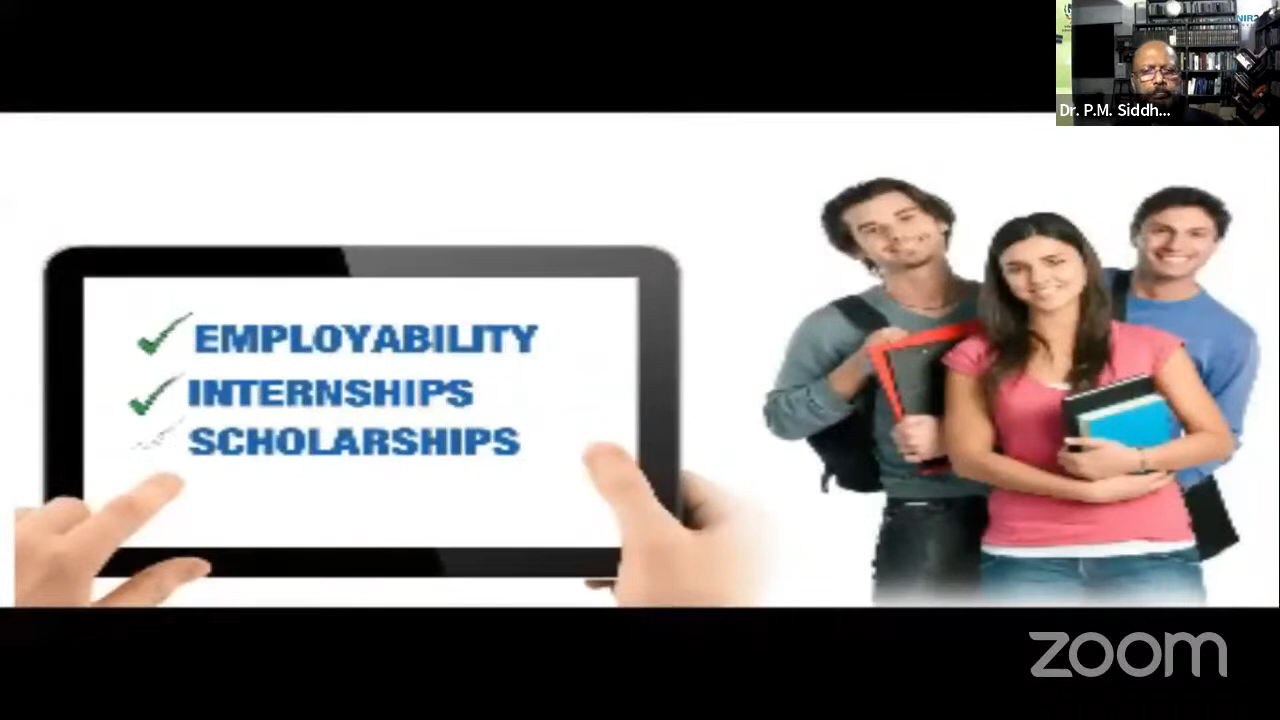 Dr. P.M. Siddh...
EMPLOYABILITY
INTERNSHIPS
SCHOLARSHIPS
zoom